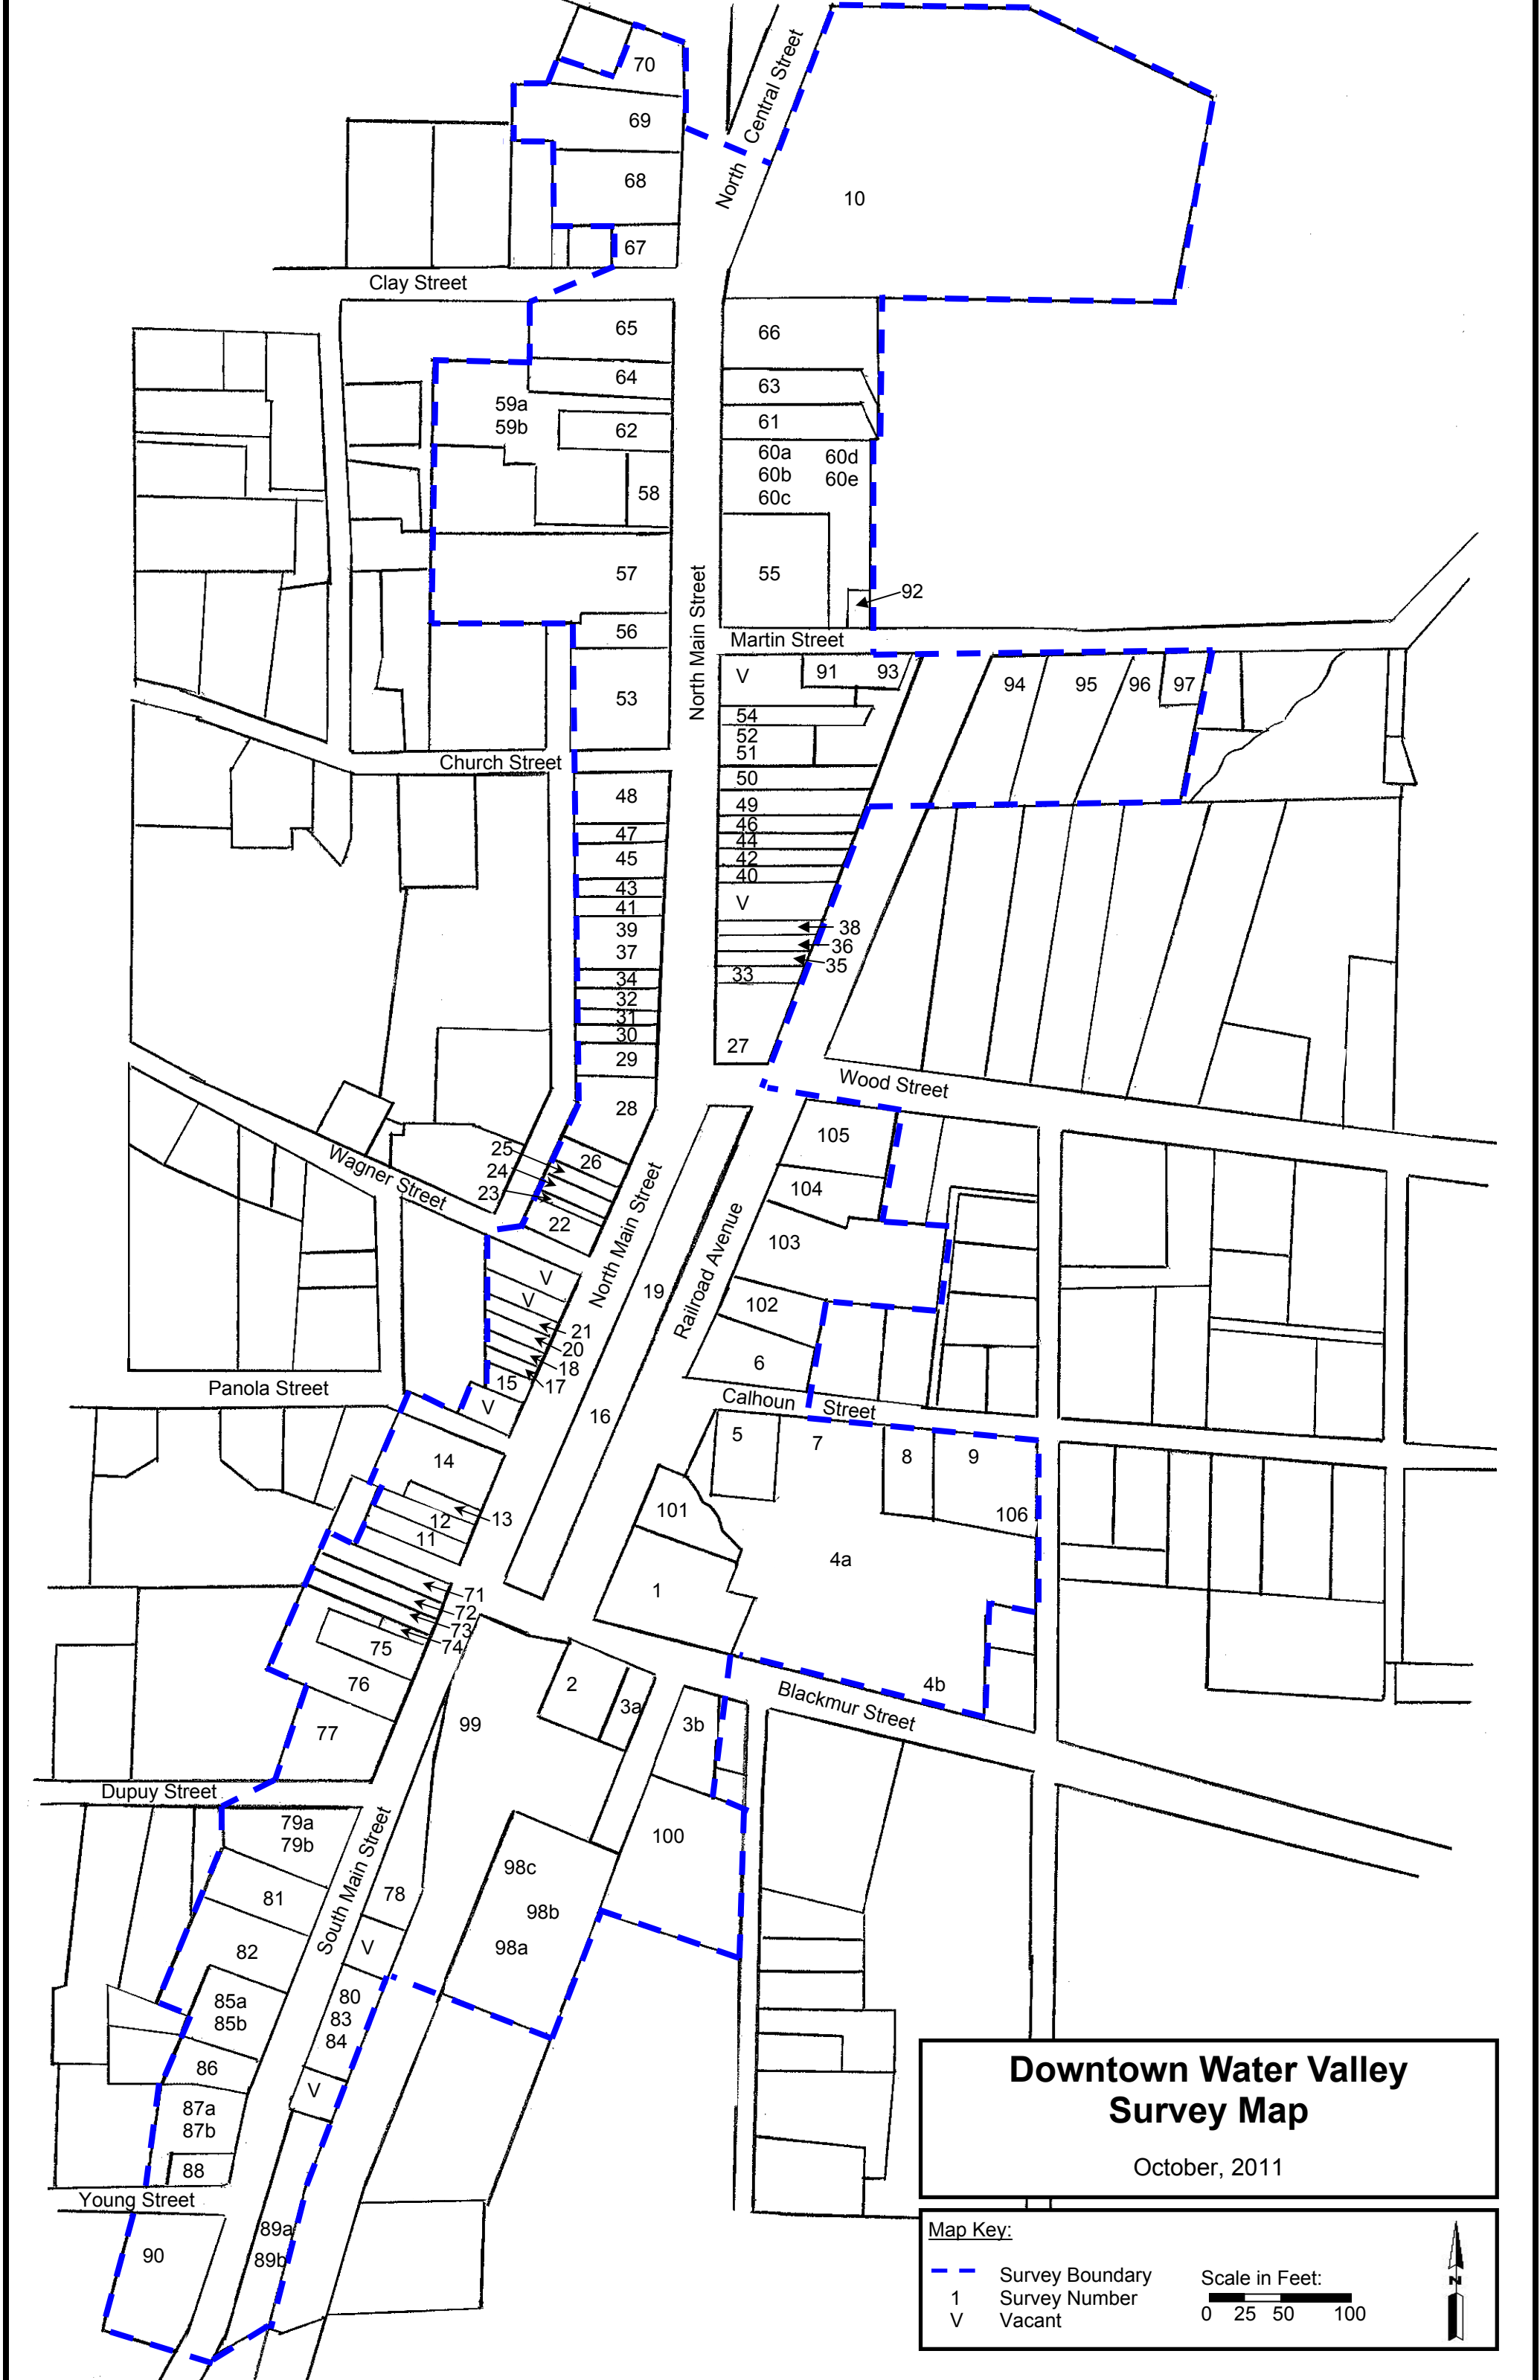 70
North Central Street
69
68
10
67
Clay Street
65
66
64
63
59a
59b
62
61
60a
60d
60b
60e
60c
58
57
55
92
North Main Street
56
Martin Street
V
91
93
94
95
96
97
53
54
52
51
Church Street
50
48
49
47
46
44
45
42
40
43
41
V
39
38
37
36
35
34
33
32
31
30
29
27
Wood Street
28
105
25
26
24
23
22
Wagner Street
104
North Main Street
Railroad Avenue
103
V
V
19
102
21
20
18
17
15
6
Panola Street
V
Calhoun Street
16
5
7
8
9
14
13
12
11
101
106
4a
1
71
72
73
74
75
76
2
3a
3b
4b
Blackmur Street
77
99
Dupuy Street
79a
79b
100
South Main Street
98c
78
81
98b
98a
V
82
85a
85b
80
83
84
86
V
87a
87b
88
Young Street
89a
89b
90
Downtown Water Valley
Survey Map
October, 2011
Map Key:
Survey Boundary
1 Survey Number
V Vacant
Scale in Feet:
0 25 50 100
N